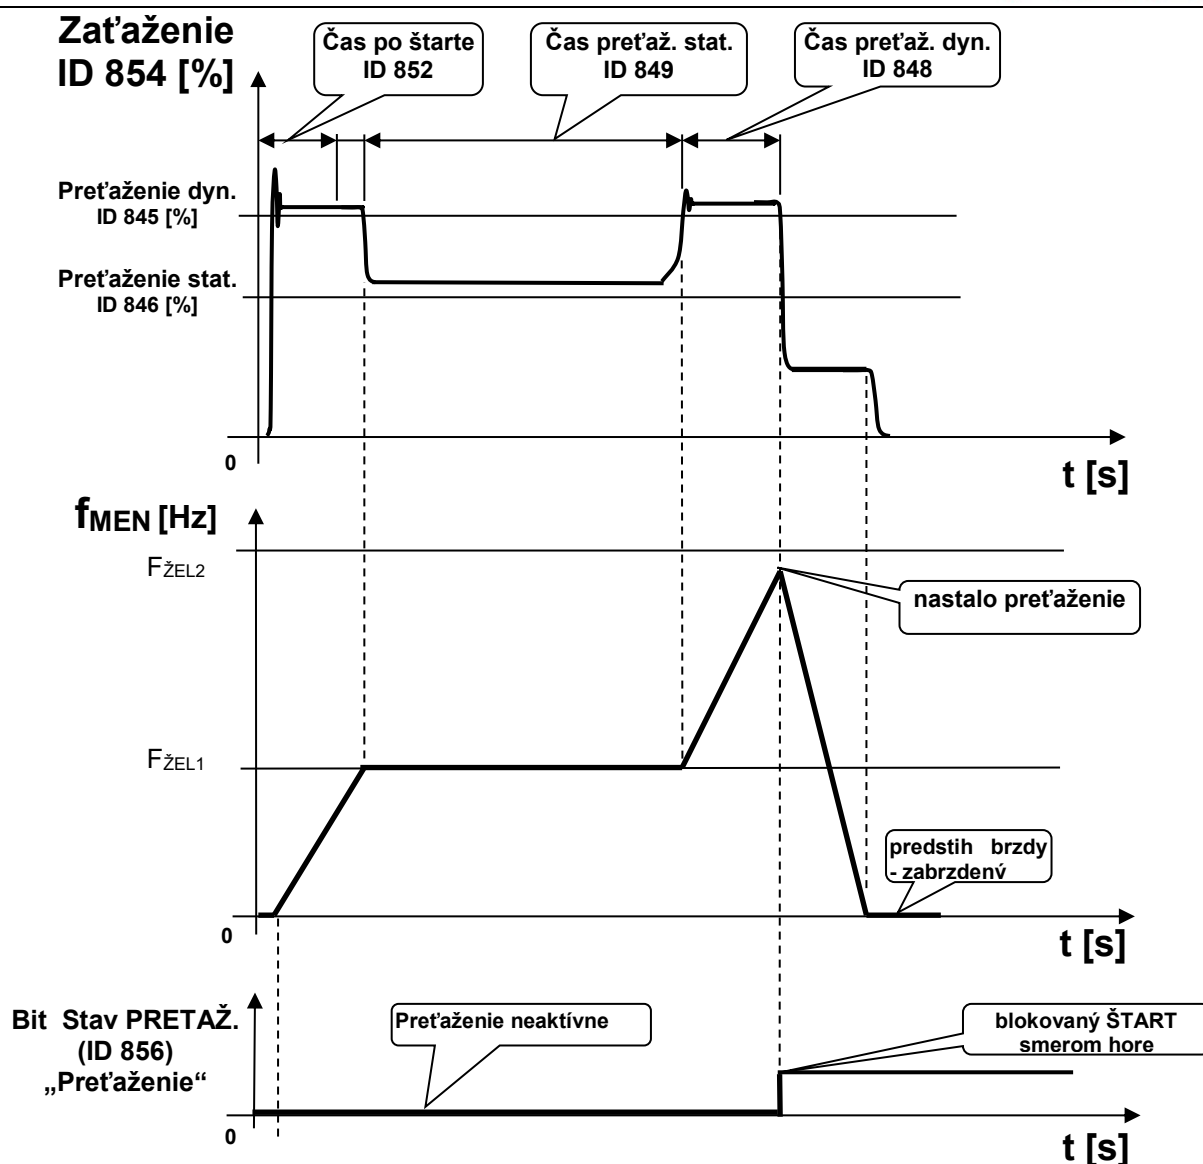 Zaťaženie
ID 854 [%]
Čas po štarte
ID 852
Čas preťaž. stat.
ID 849
Čas preťaž. dyn.
ID 848
Preťaženie dyn.
ID 845 [%]
Preťaženie stat.
ID 846 [%]
0
t [s]
fMEN [Hz]
FŽEL2
nastalo preťaženie
FŽEL1
predstih brzdy
- zabrzdený
0
t [s]
Bit Stav PRETAŽ.
(ID 856)
„Preťaženie“
Preťaženie neaktívne
blokovaný ŠTART
smerom hore
0
t [s]